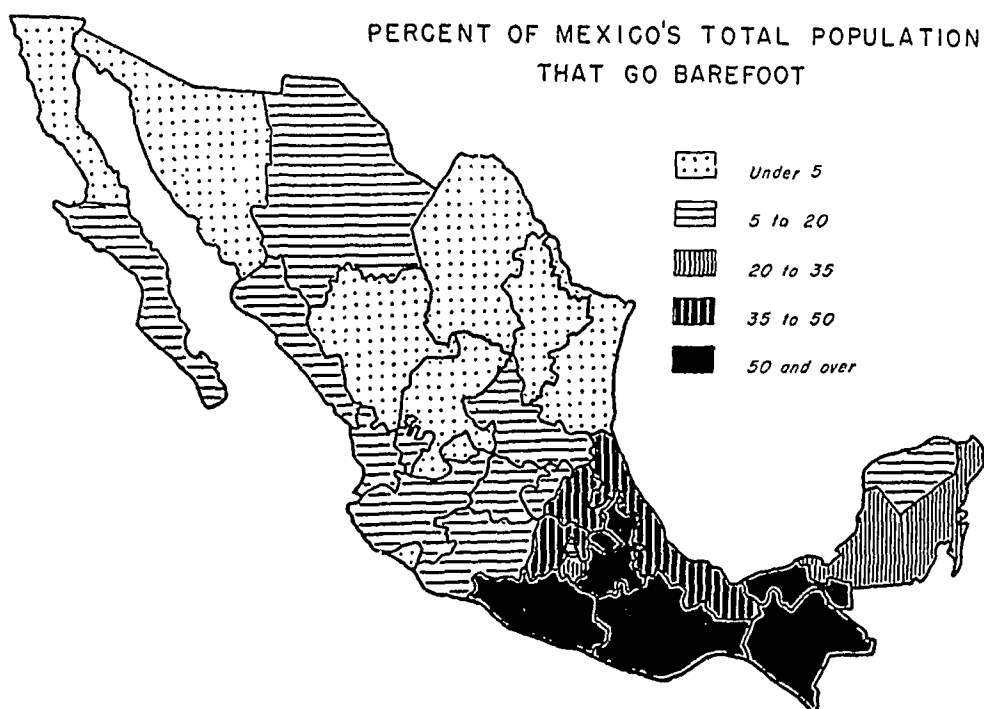 PERCENT OF MEXICO'S TOTAL POPULATION
THAT GO BAREFOOT
Under 5
5 to 20
20 to 35
35 to 50
50 and over